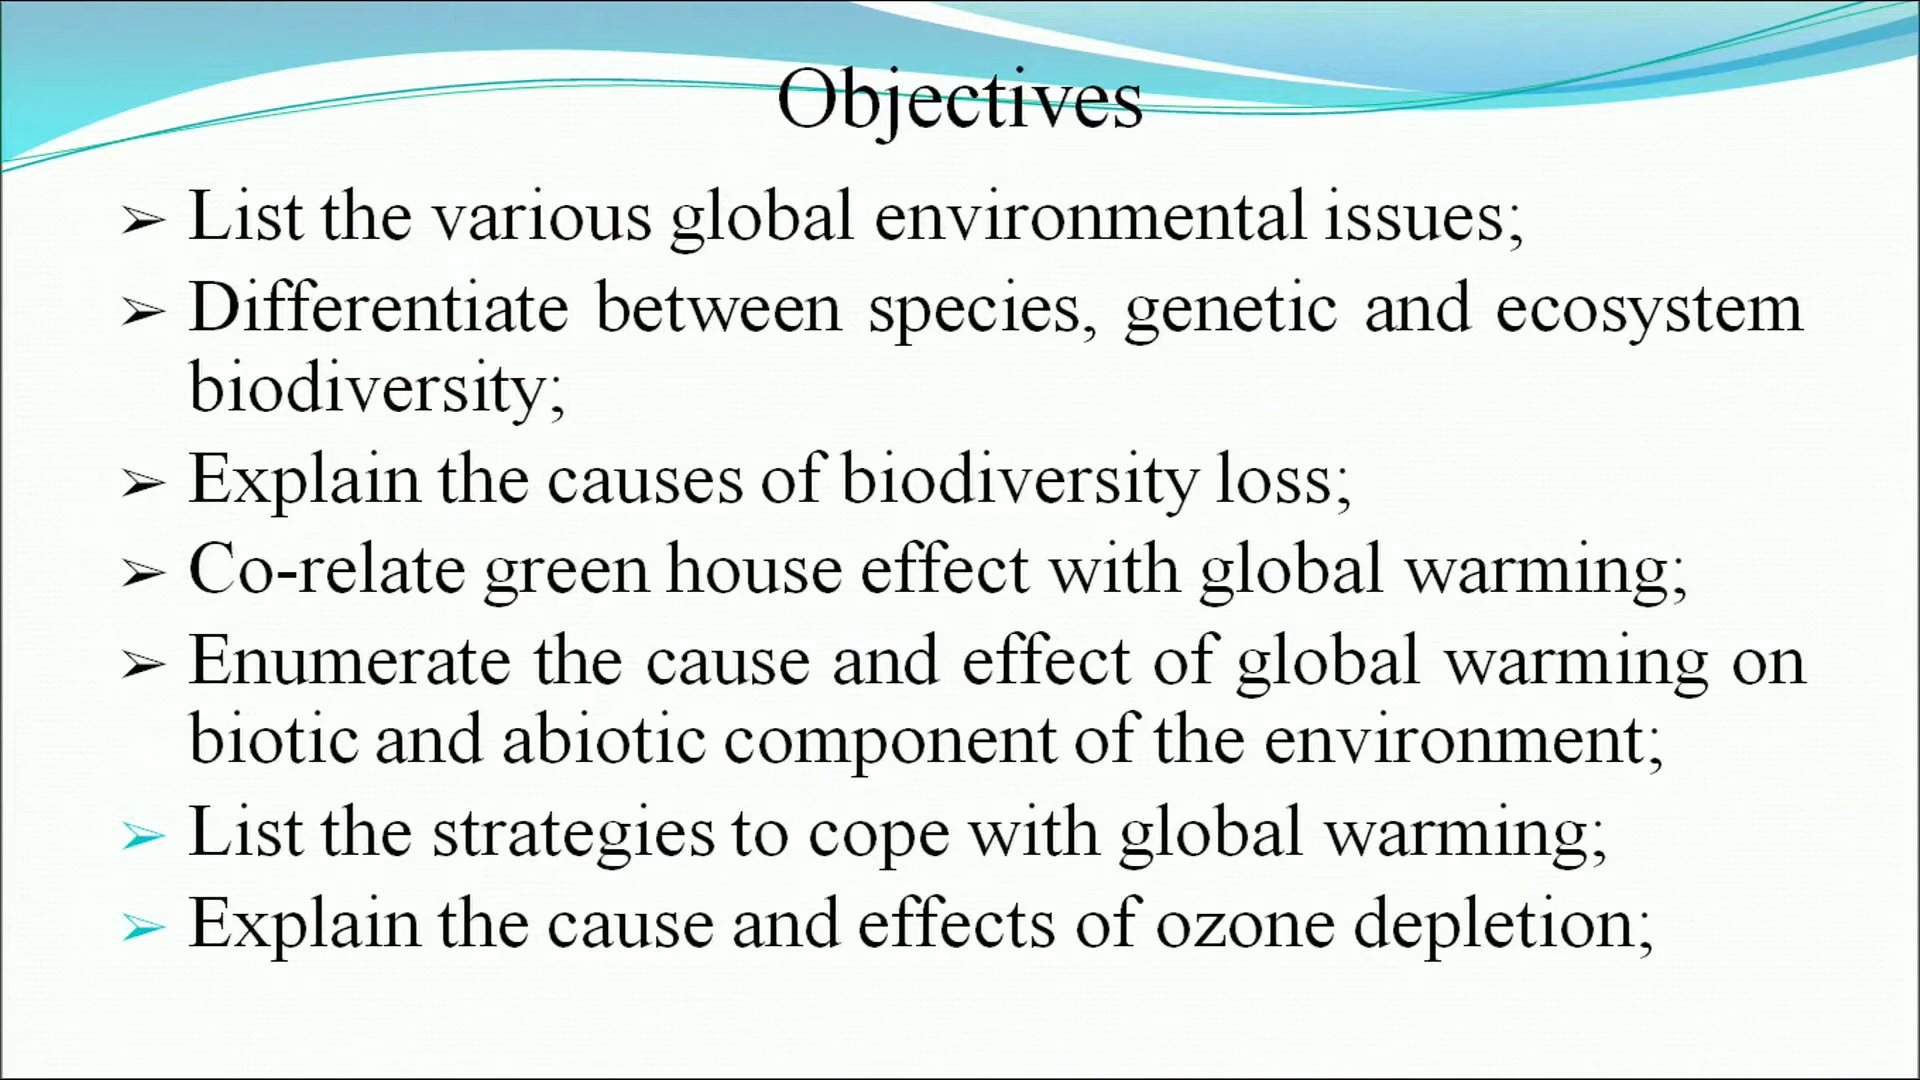 Objectives
➢ List the various global environmental issues;
➢ Differentiate between species, genetic and ecosystem
biodiversity;
➢ Explain the causes of biodiversity loss;
➢ Co-relate green house effect with global warming;
➢ Enumerate the cause and effect of global warming on
biotic and abiotic component of the environment;
➢ List the strategies to cope with global warming;
➢ Explain the cause and effects of ozone depletion;